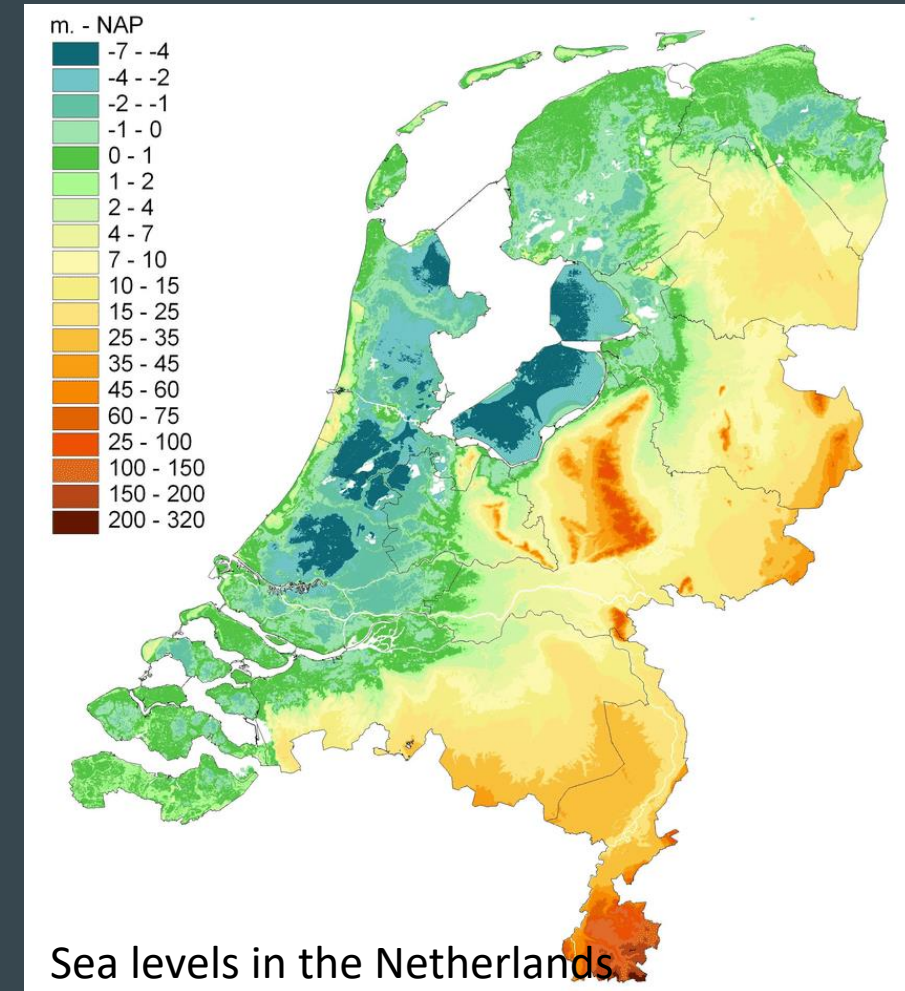 m. - NAP
-7 - -4
-4 - -2
-2 - -1
-1 - 0
0 - 1
1 - 2
2 - 4
4 - 7
7 - 10
10 - 15
15 - 25
25 - 35
35 - 45
45 - 60
60 - 75
25 - 100
100 - 150
150 - 200
200 - 320
Sea levels in the Netherlands